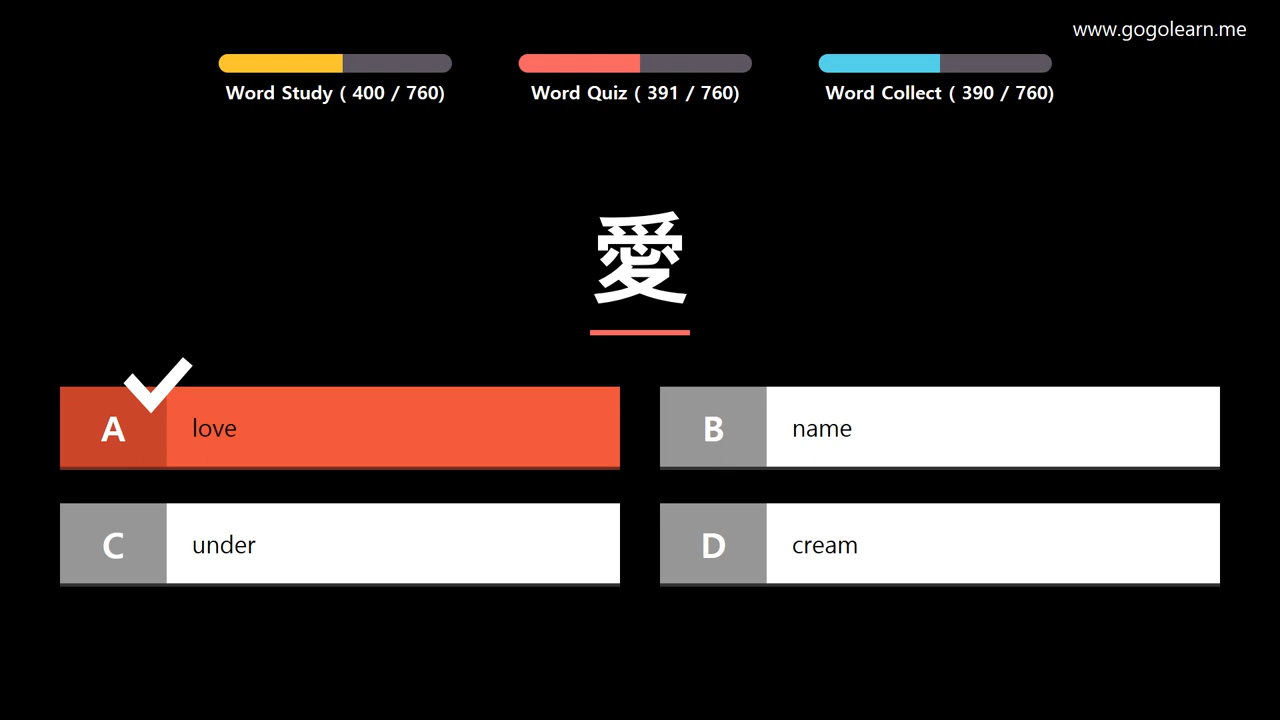 www.gogolearn.me
Word Study ( 400 / 760)
Word Quiz ( 391 / 760)
Word Collect ( 390 / 760)
愛
A love
B name
C under
D cream